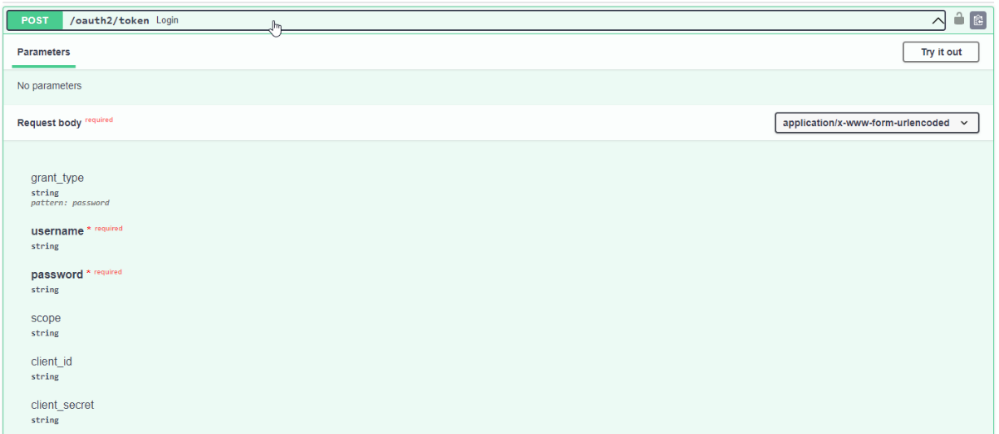 POST /oauth2/token Login
Parameters
Try it out
No parameters
Request body required
application/x-www-form-urlencoded
grant_type
string
pattern: password
username * required
string
password * required
string
scope
string
client_id
string
client_secret
string